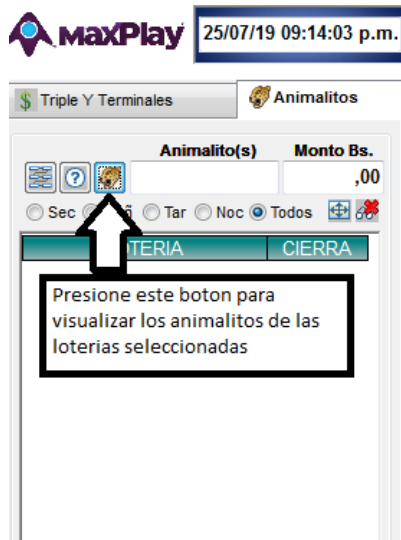 MaxPlay 25/07/19 09:14:03 p.m.
$ Triple Y Terminales Animalitos
Animalito(s) Monto Bs.
? ,00
Sec Tar Noc Todos
CIERRA
Presione este boton para
visualizar los animalitos de las
loterias seleccionadas